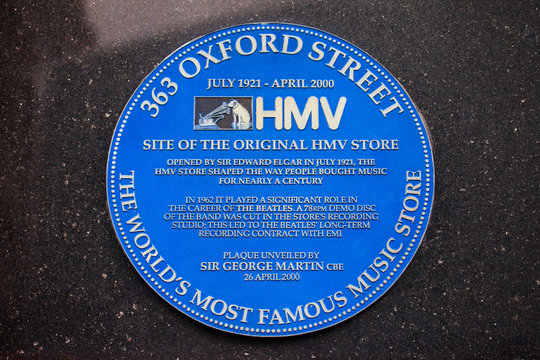 363 OXFORD STREET
JULY 1921 - APRIL 2000
HMV
SITE OF THE ORIGINAL HMV STORE
OPENED BY SIR EDWARD ELGAR IN JULY 1921, THE
HMV STORE SHAPED THE WAY PEOPLE BOUGHT MUSIC
FOR NEARLY A CENTURY
IN 1962 IT PLAYED A SIGNIFICANT ROLE IN
THE CAREER OF THE BEATLES. A 78RPM DEMO DISC
OF THE BAND WAS CUT IN THE STORE'S RECORDING
STUDIO; THIS LED TO THE BEATLES' LONG-TERM
RECORDING CONTRACT WITH EMI
PLAQUE UNVEILED BY
SIR GEORGE MARTIN CBE
26 APRIL 2000
THE WORLD'S MOST FAMOUS MUSIC STORE